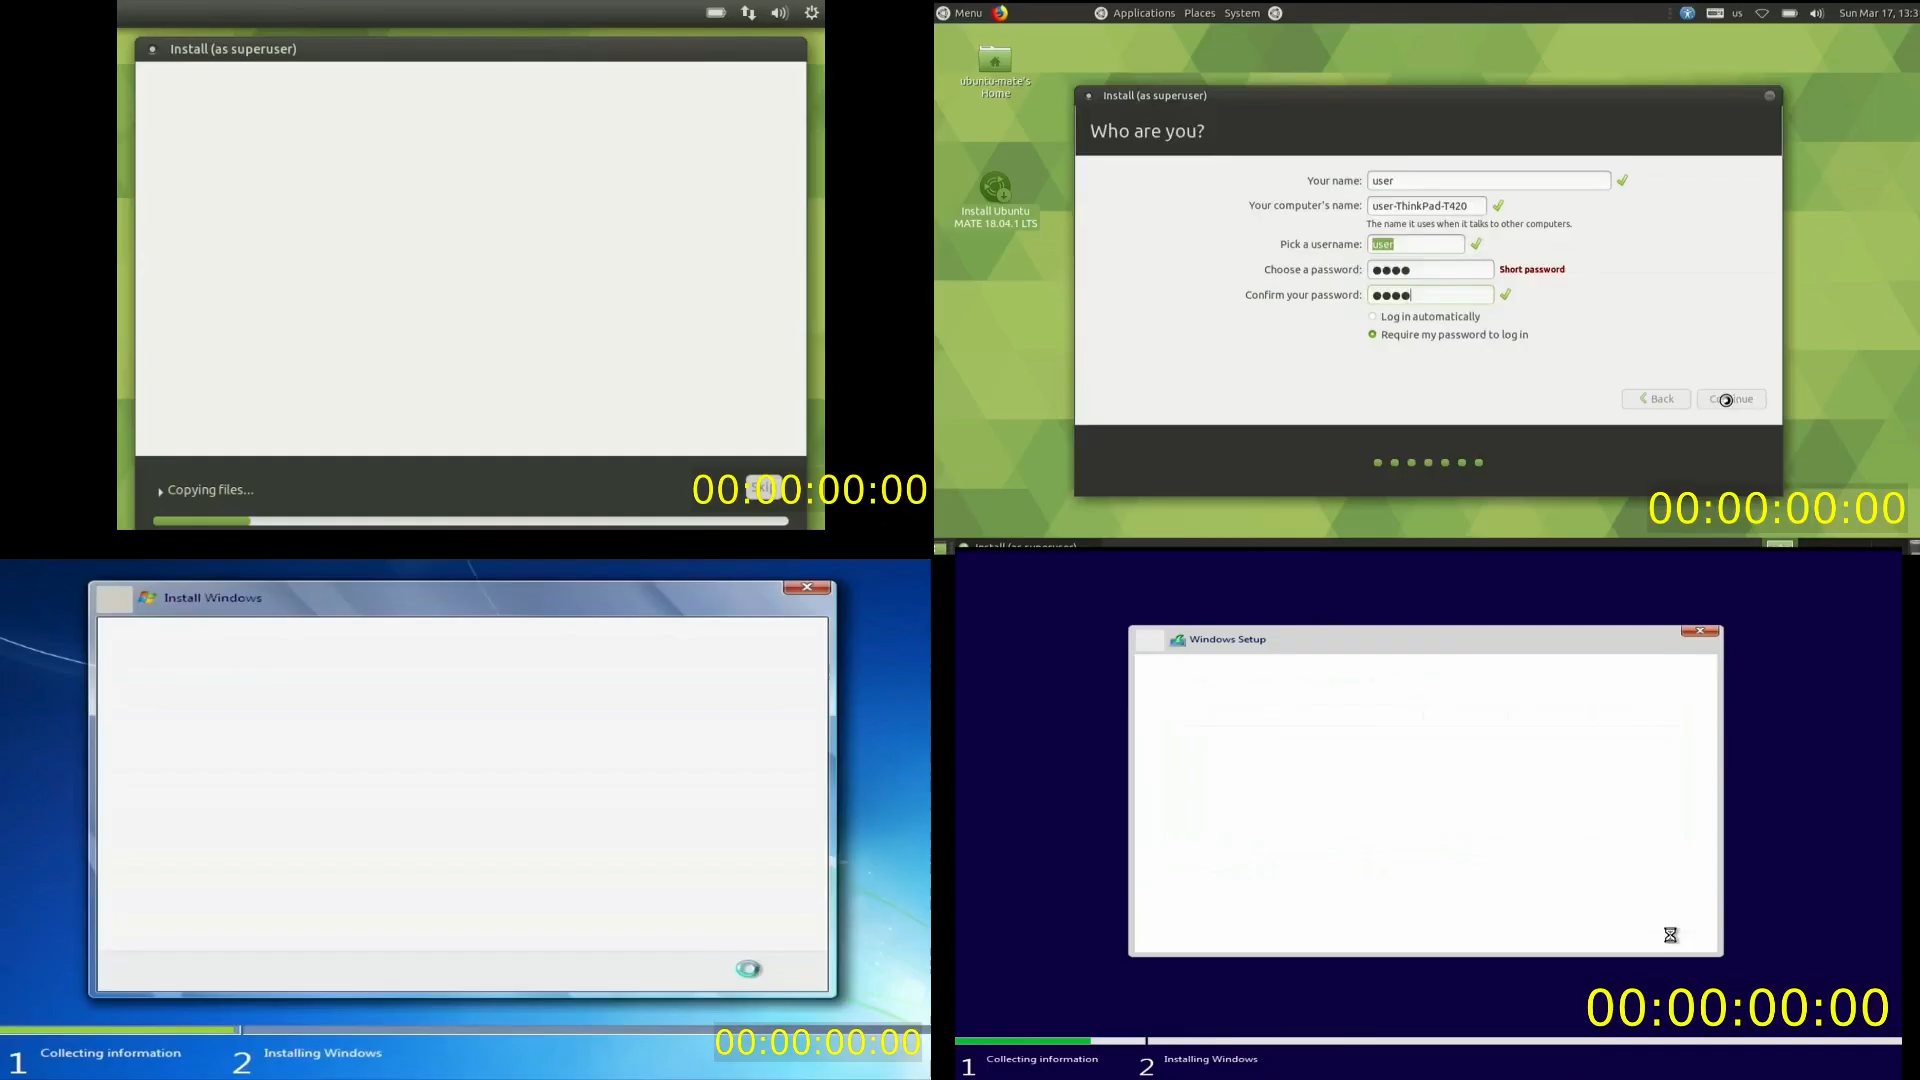 Install (as superuser)
Copying files...
00:00:00:00
Menu
Applications Places System
us
Sun Mar 17, 13:3
ubuntu-mate's
Home
Install Ubuntu
MATE 18.04.1 LTS
Install (as superuser)
Who are you?
Your name: user
Your computer's name: user-ThinkPad-T420
The name it uses when it talks to other computers.
Pick a username: user
Choose a password: ●●●● Short password
Confirm your password: ●●●●
Log in automatically
Require my password to log in
Back Continue
00:00:00:00
Install (as superuser)
Install Windows
00:00:00:00
1 Collecting information 2 Installing Windows
Windows Setup
00:00:00:00
1 Collecting information 2 Installing Windows